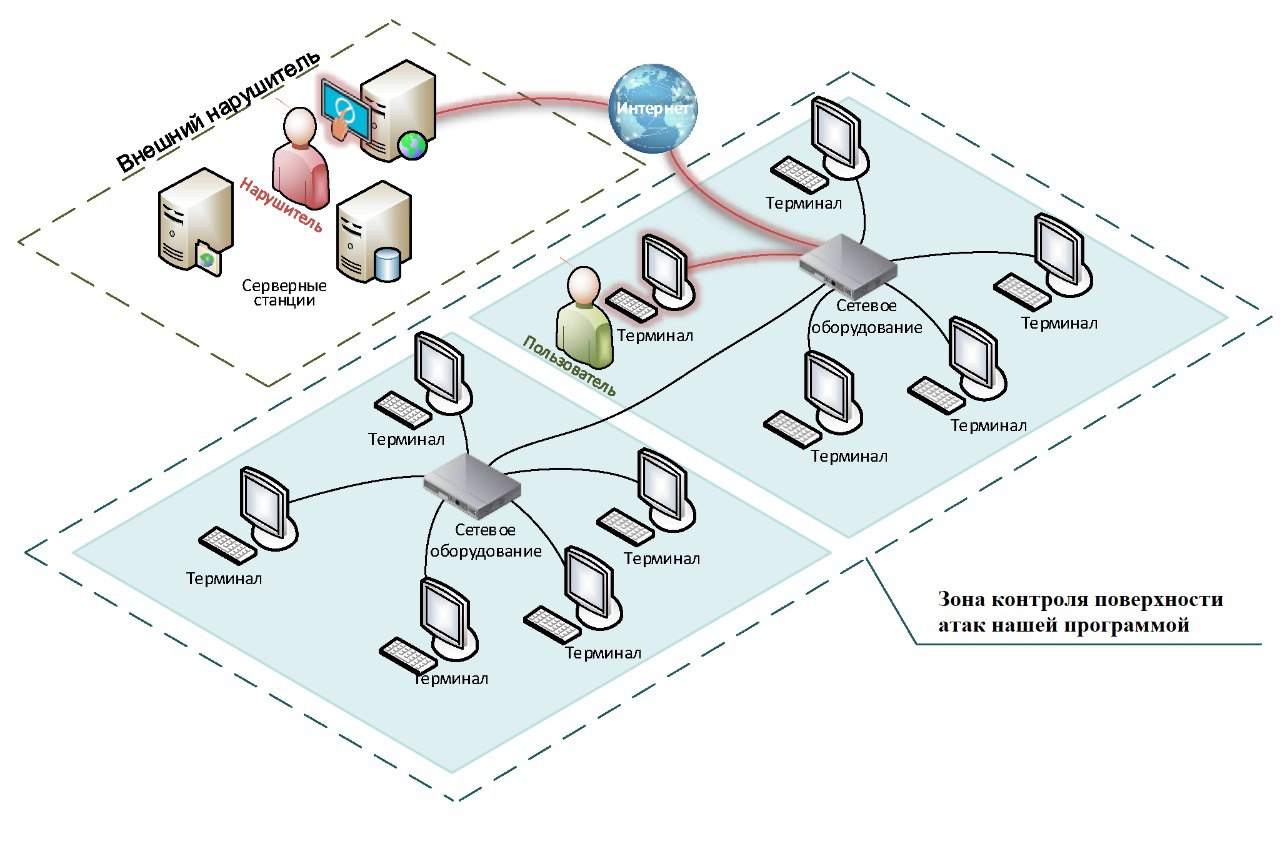 Внешний нарушитель
Интернет
Нарушитель
Серверные
станции
Терминал
Терминал
Сетевое
оборудование
Терминал
Терминал
Терминал
Терминал
Пользователь
Терминал
Терминал
Сетевое
оборудование
Терминал
Терминал
Терминал
Зона контроля поверхности
атак нашей программой